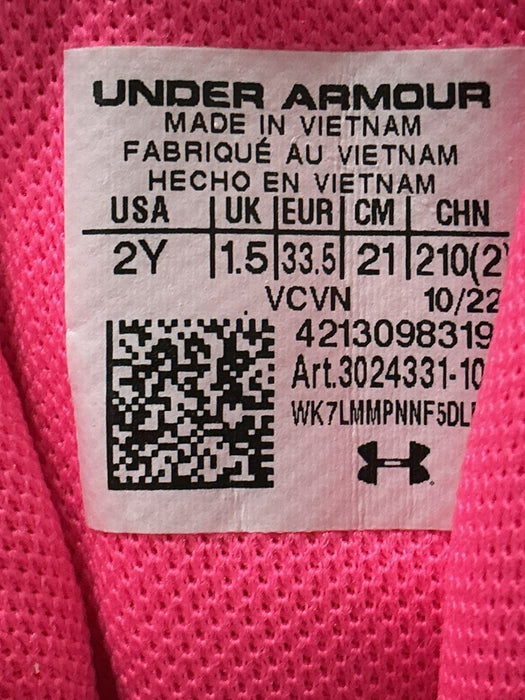 UNDER ARMOUR
MADE IN VIETNAM
FABRIQUÉ AU VIETNAM
HECHO EN VIETNAM
USA UK EUR CM CHN
2Y 1.5 33.5 21 210(2
VCVN 10/22
4213098319
Art.3024331-10
WK7LMMPNNF5DL